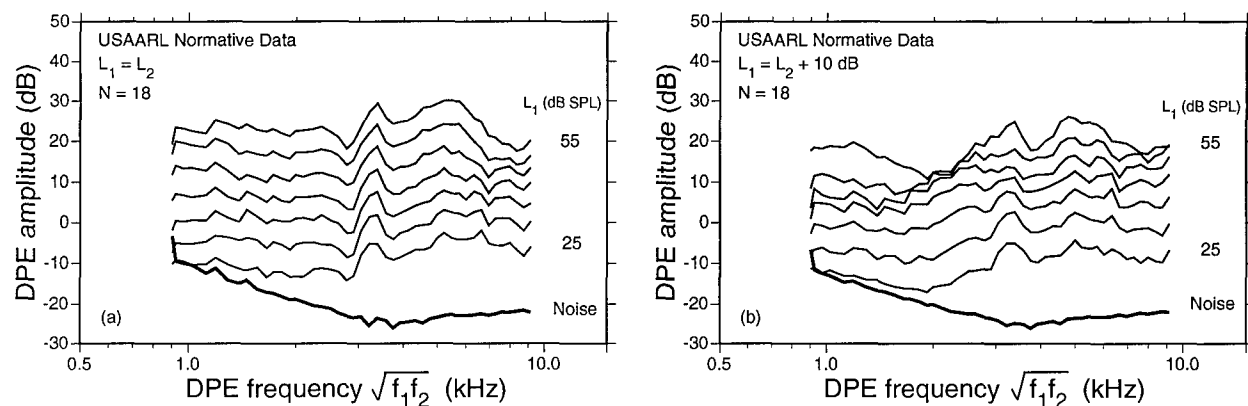 50
40
30
20
10
0
-10
-20
-30
DPE amplitude (dB)
USAARL Normative Data
L₁ = L₂
N = 18
L₁ (dB SPL)
55
25
Noise
(a)
0.5
1.0
10.0
DPE frequency √f₁f₂ (kHz)
50
40
30
20
10
0
-10
-20
-30
DPE amplitude (dB)
USAARL Normative Data
L₁ = L₂ + 10 dB
N = 18
L₁ (dB SPL)
55
25
Noise
(b)
0.5
1.0
10.0
DPE frequency √f₁f₂ (kHz)